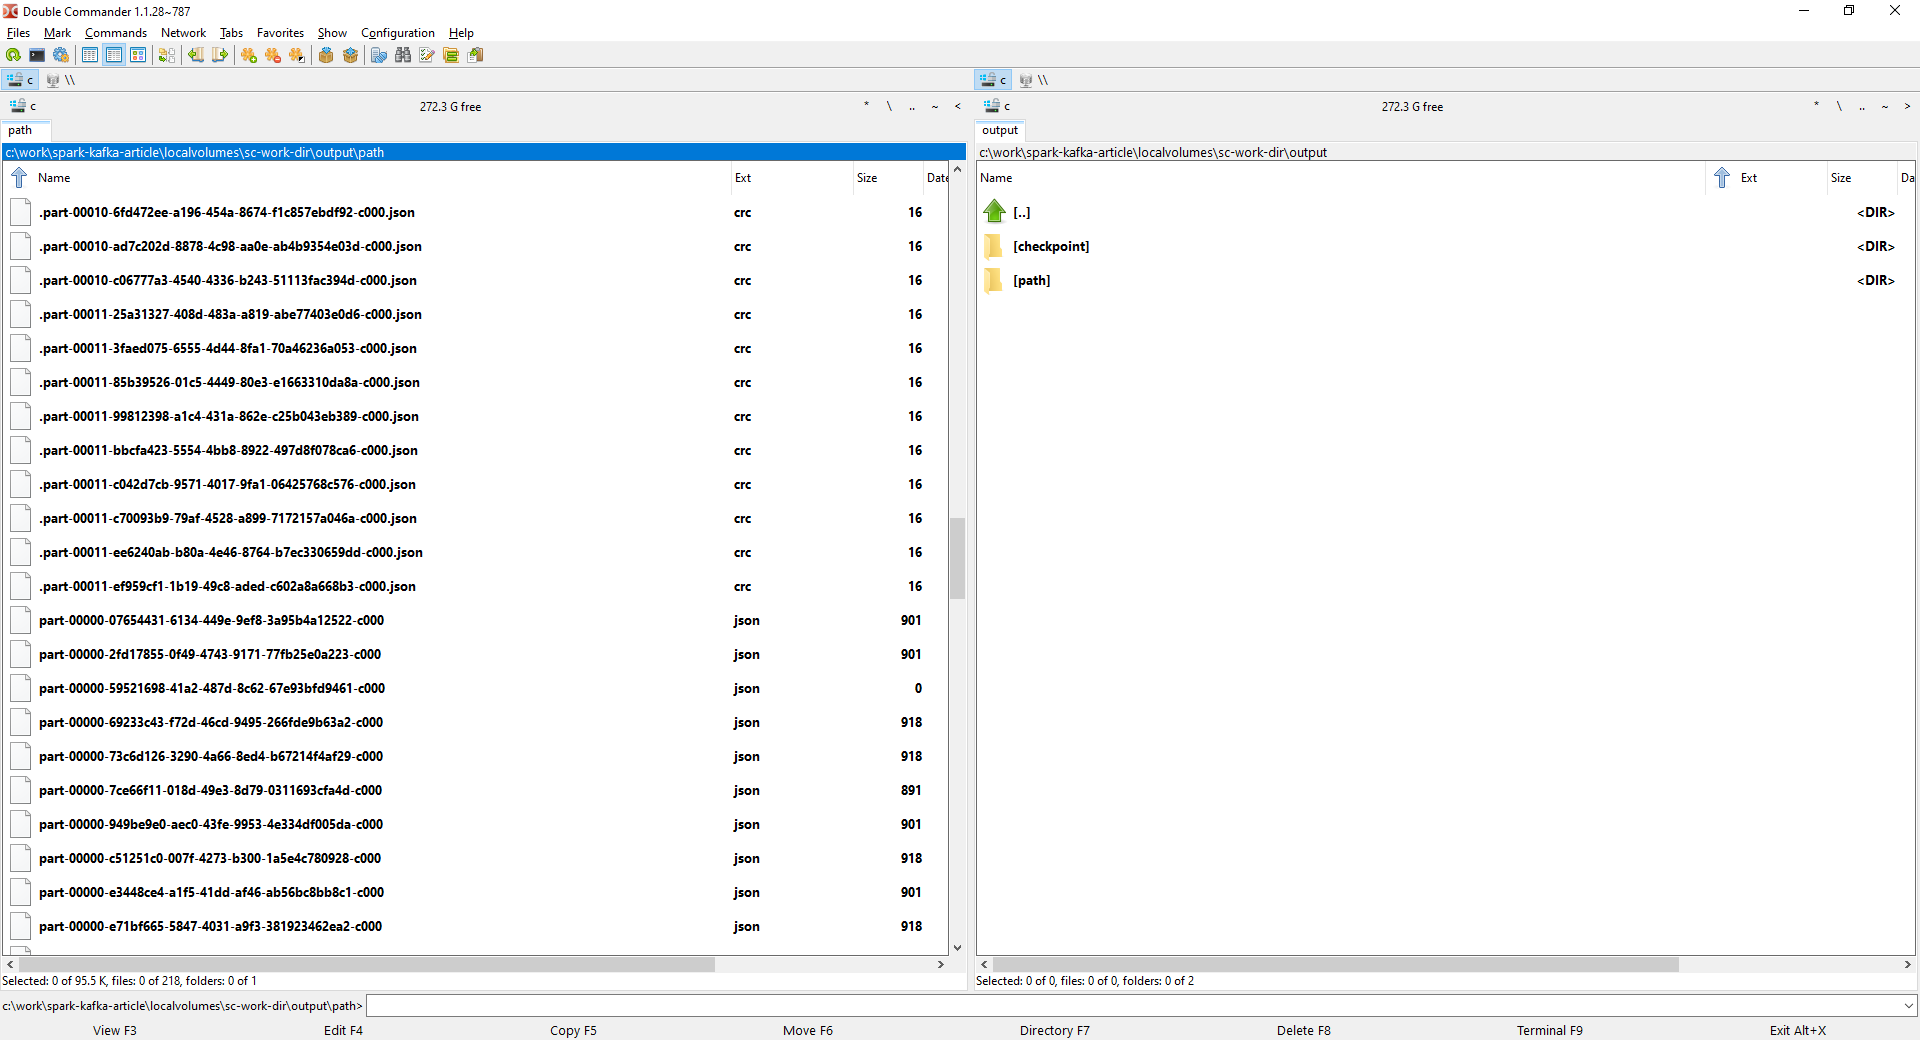 Double Commander 1.1.28~787
Files Mark Commands Network Tabs Favorites Show Configuration Help
c \\ c \\
c 272.3 G free * \ .. ~ < c 272.3 G free * \ .. ~ >
path output
c:\work\spark-kafka-article\localvolumes\sc-work-dir\output\path c:\work\spark-kafka-article\localvolumes\sc-work-dir\output
Name Ext Size Date Name Ext Size Da
.part-00010-6fd472ee-a196-454a-8674-f1c857ebdf92-c000.json crc 16 [..] <DIR>
.part-00010-ad7c202d-8878-4c98-aa0e-ab4b9354e03d-c000.json crc 16 [checkpoint] <DIR>
.part-00010-c06777a3-4540-4336-b243-51113fac394d-c000.json crc 16 [path] <DIR>
.part-00011-25a31327-408d-483a-a819-abe77403e0d6-c000.json crc 16
.part-00011-3faed075-6555-4d44-8fa1-70a46236a053-c000.json crc 16
.part-00011-85b39526-01c5-4449-80e3-e1663310da8a-c000.json crc 16
.part-00011-99812398-a1c4-431a-862e-c25b043eb389-c000.json crc 16
.part-00011-bbcfa423-5554-4bb8-8922-497d8f078ca6-c000.json crc 16
.part-00011-c042d7cb-9571-4017-9fa1-06425768c576-c000.json crc 16
.part-00011-c70093b9-79af-4528-a899-7172157a046a-c000.json crc 16
.part-00011-ee6240ab-b80a-4e46-8764-b7ec330659dd-c000.json crc 16
.part-00011-ef959cf1-1b19-49c8-aded-c602a8a668b3-c000.json crc 16
part-00000-07654431-6134-449e-9ef8-3a95b4a12522-c000 json 901
part-00000-2fd17855-0f49-4743-9171-77fb25e0a223-c000 json 901
part-00000-59521698-41a2-487d-8c62-67e93bfd9461-c000 json 0
part-00000-69233c43-f72d-46cd-9495-266fde9b63a2-c000 json 918
part-00000-73c6d126-3290-4a66-8ed4-b67214f4af29-c000 json 918
part-00000-7ce66f11-018d-49e3-8d79-0311693cfa4d-c000 json 891
part-00000-949be9e0-aec0-43fe-9953-4e334df005da-c000 json 901
part-00000-c51251c0-007f-4273-b300-1a5e4c780928-c000 json 918
part-00000-e3448ce4-a1f5-41dd-af46-ab56bc8bb8c1-c000 json 901
part-00000-e71bf665-5847-4031-a9f3-381923462ea2-c000 json 918
Selected: 0 of 95.5 K, files: 0 of 218, folders: 0 of 1 Selected: 0 of 0, files: 0 of 0, folders: 0 of 2
c:\work\spark-kafka-article\localvolumes\sc-work-dir\output\path>
View F3 Edit F4 Copy F5 Move F6 Directory F7 Delete F8 Terminal F9 Exit Alt+X